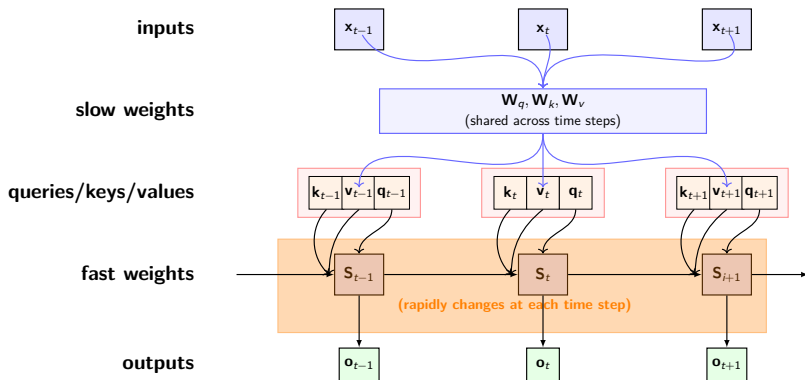 inputs
x_{t−1}
x_t
x_{t+1}
slow weights
W_q, W_k, W_v
(shared across time steps)
queries/keys/values
k_{t−1} v_{t−1} q_{t−1}
k_t v_t q_t
k_{t+1} v_{t+1} q_{t+1}
fast weights
S_{t−1}
S_t
S_{i+1}
(rapidly changes at each time step)
outputs
o_{t−1}
o_t
o_{t+1}